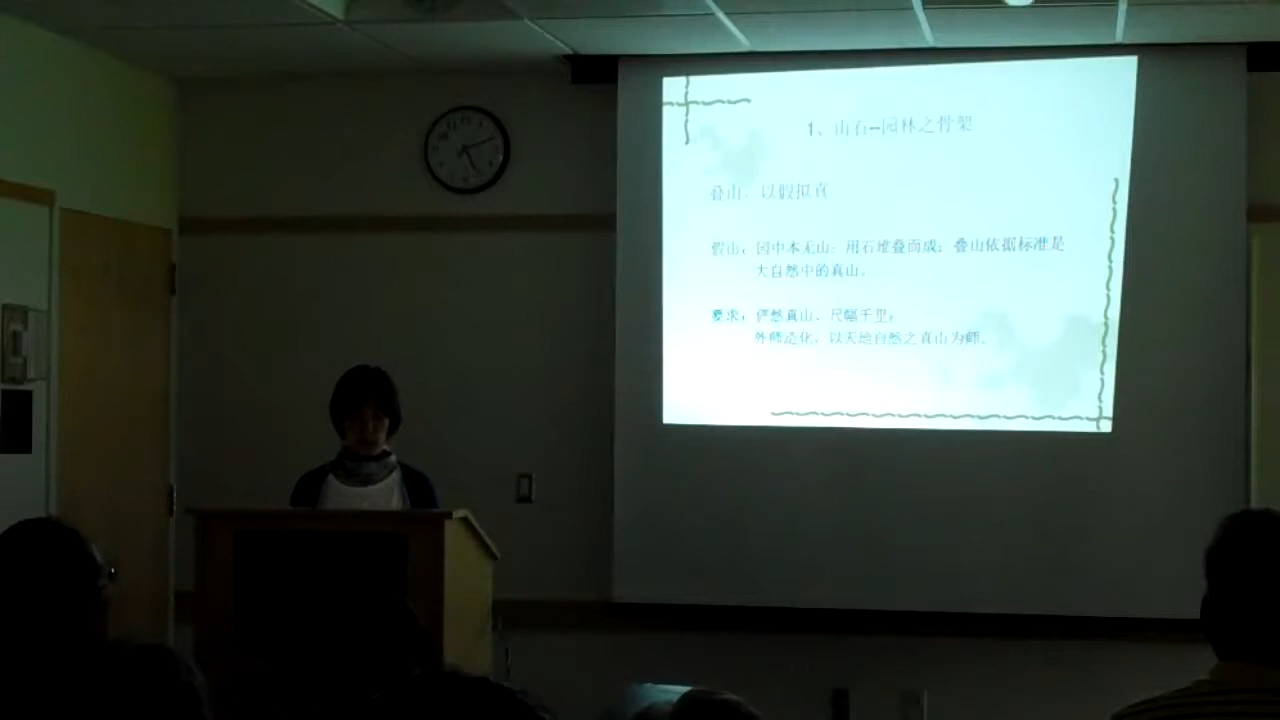 1、山石--园林之骨架
叠山，以假拟真
假山：园中本无山，用石堆叠而成；叠山依据标准是
大自然中的真山。
要求：俨然真山、尺幅千里；
外师造化，以天地自然之真山为师。